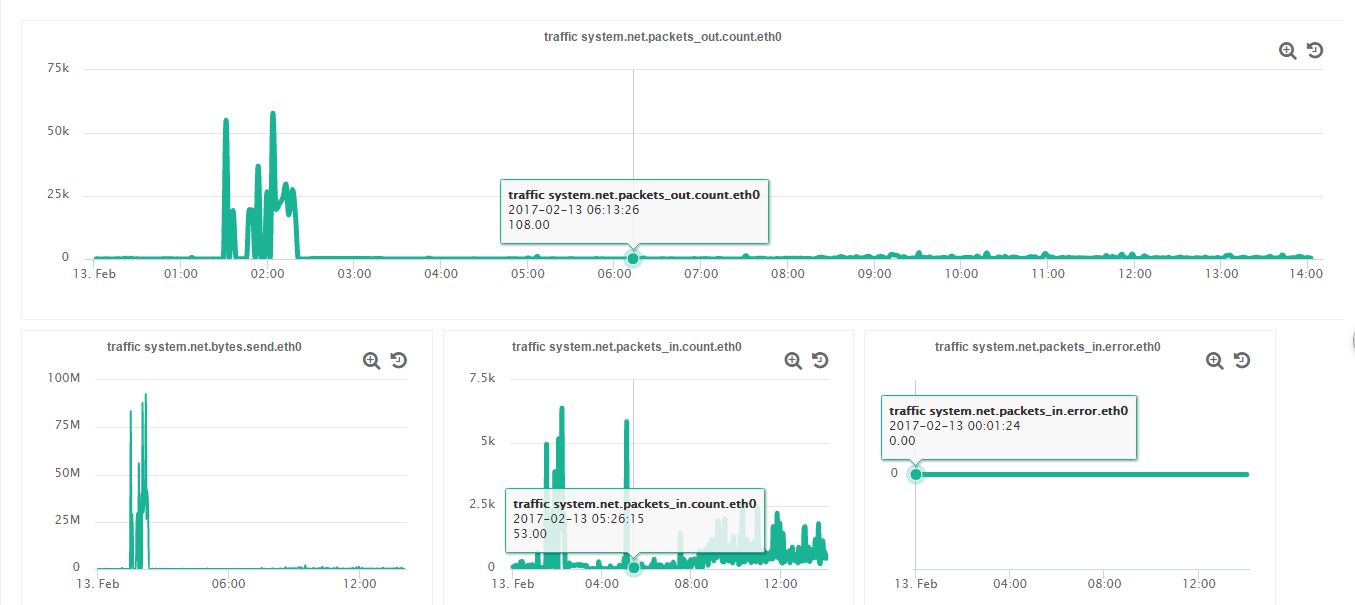 traffic system.net.packets_out.count.eth0
75k
50k
25k
0
traffic system.net.packets_out.count.eth0
2017-02-13 06:13:26
108.00
13. Feb 01:00 02:00 03:00 04:00 05:00 06:00 07:00 08:00 09:00 10:00 11:00 12:00 13:00 14:00
traffic system.net.bytes.send.eth0
100M
75M
50M
25M
0
13. Feb 06:00 12:00
traffic system.net.packets_in.count.eth0
7.5k
5k
2.5k
0
traffic system.net.packets_in.count.eth0
2017-02-13 05:26:15
53.00
13. Feb 04:00 08:00 12:00
traffic system.net.packets_in.error.eth0
traffic system.net.packets_in.error.eth0
2017-02-13 00:01:24
0.00
0
13. Feb 04:00 08:00 12:00